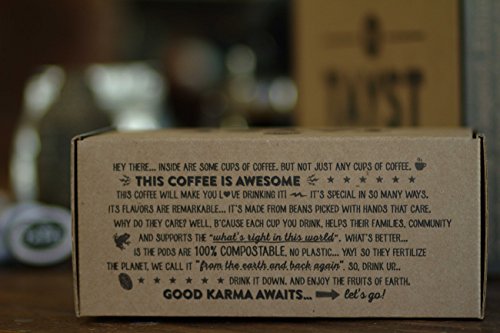 TAYST
HEY THERE... INSIDE ARE SOME CUPS OF COFFEE. BUT NOT JUST ANY CUPS OF COFFEE.
THIS COFFEE IS AWESOME
THIS COFFEE WILL MAKE YOU L♥VE DRINKING IT! IT'S SPECIAL IN SO MANY WAYS.
ITS FLAVORS ARE REMARKABLE... IT'S MADE FROM BEANS PICKED WITH HANDS THAT CARE.
WHY DO THEY CARE? WELL, B'CAUSE EACH CUP YOU DRINK, HELPS THEIR FAMILIES, COMMUNITY
AND SUPPORTS THE "what's right in this world". WHAT'S BETTER...
IS THE PODS ARE 100% COMPOSTABLE, NO PLASTIC... YAY! SO THEY FERTILIZE
THE PLANET, WE CALL IT "from the earth and back again". SO, DRINK UP...
DRINK IT DOWN. AND ENJOY THE FRUITS OF EARTH.
GOOD KARMA AWAITS... let's go!